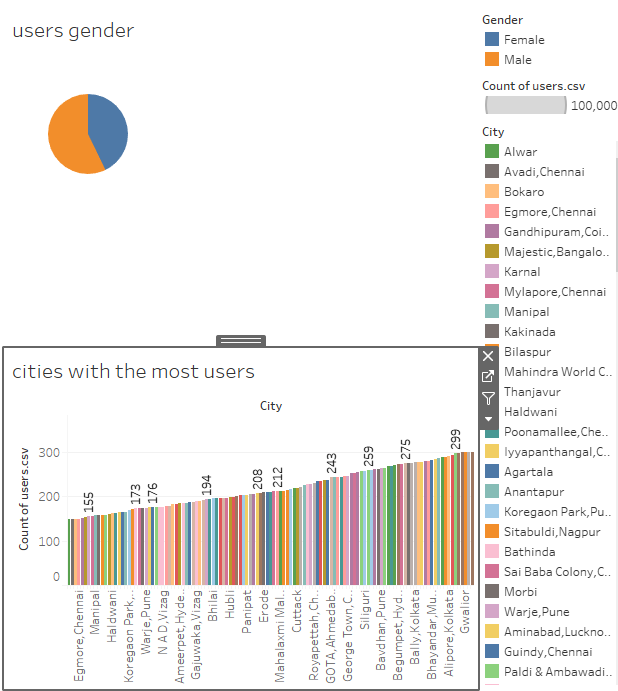 users gender
Gender
Female
Male
Count of users.csv
100,000
City
Alwar
Avadi,Chennai
Bokaro
Egmore,Chennai
Gandhipuram,Coi..
Majestic,Bangalo..
Karnal
Mylapore,Chennai
Manipal
Kakinada
Bilaspur
Mahindra World C..
Thanjavur
Haldwani
Poonamallee,Che..
Iyyapanthangal,C..
Agartala
Anantapur
Koregaon Park,Pu..
Sitabuldi,Nagpur
Bathinda
Sai Baba Colony,C..
Morbi
Warje,Pune
Aminabad,Luckno..
Guindy,Chennai
Paldi & Ambawadi..
cities with the most users
City
Count of users.csv
300
200
100
0
155
173
176
194
208
212
243
259
275
299
Egmore,Chennai
Manipal
Haldwani
Koregaon Park,..
Warje,Pune
N A D,Vizag
Ameerpet,Hyde..
Gajuwaka,Vizag
Bhilai
Hubli
Panipat
Erode
Mahalaxmi Mal..
Cuttack
Royapettah,Ch..
GOTA,Ahmedab..
George Town,C..
Siliguri
Bavdhan,Pune
Begumpet,Hyd..
Bally,Kolkata
Bhayandar,Mu..
Alipore,Kolkata
Gwalior